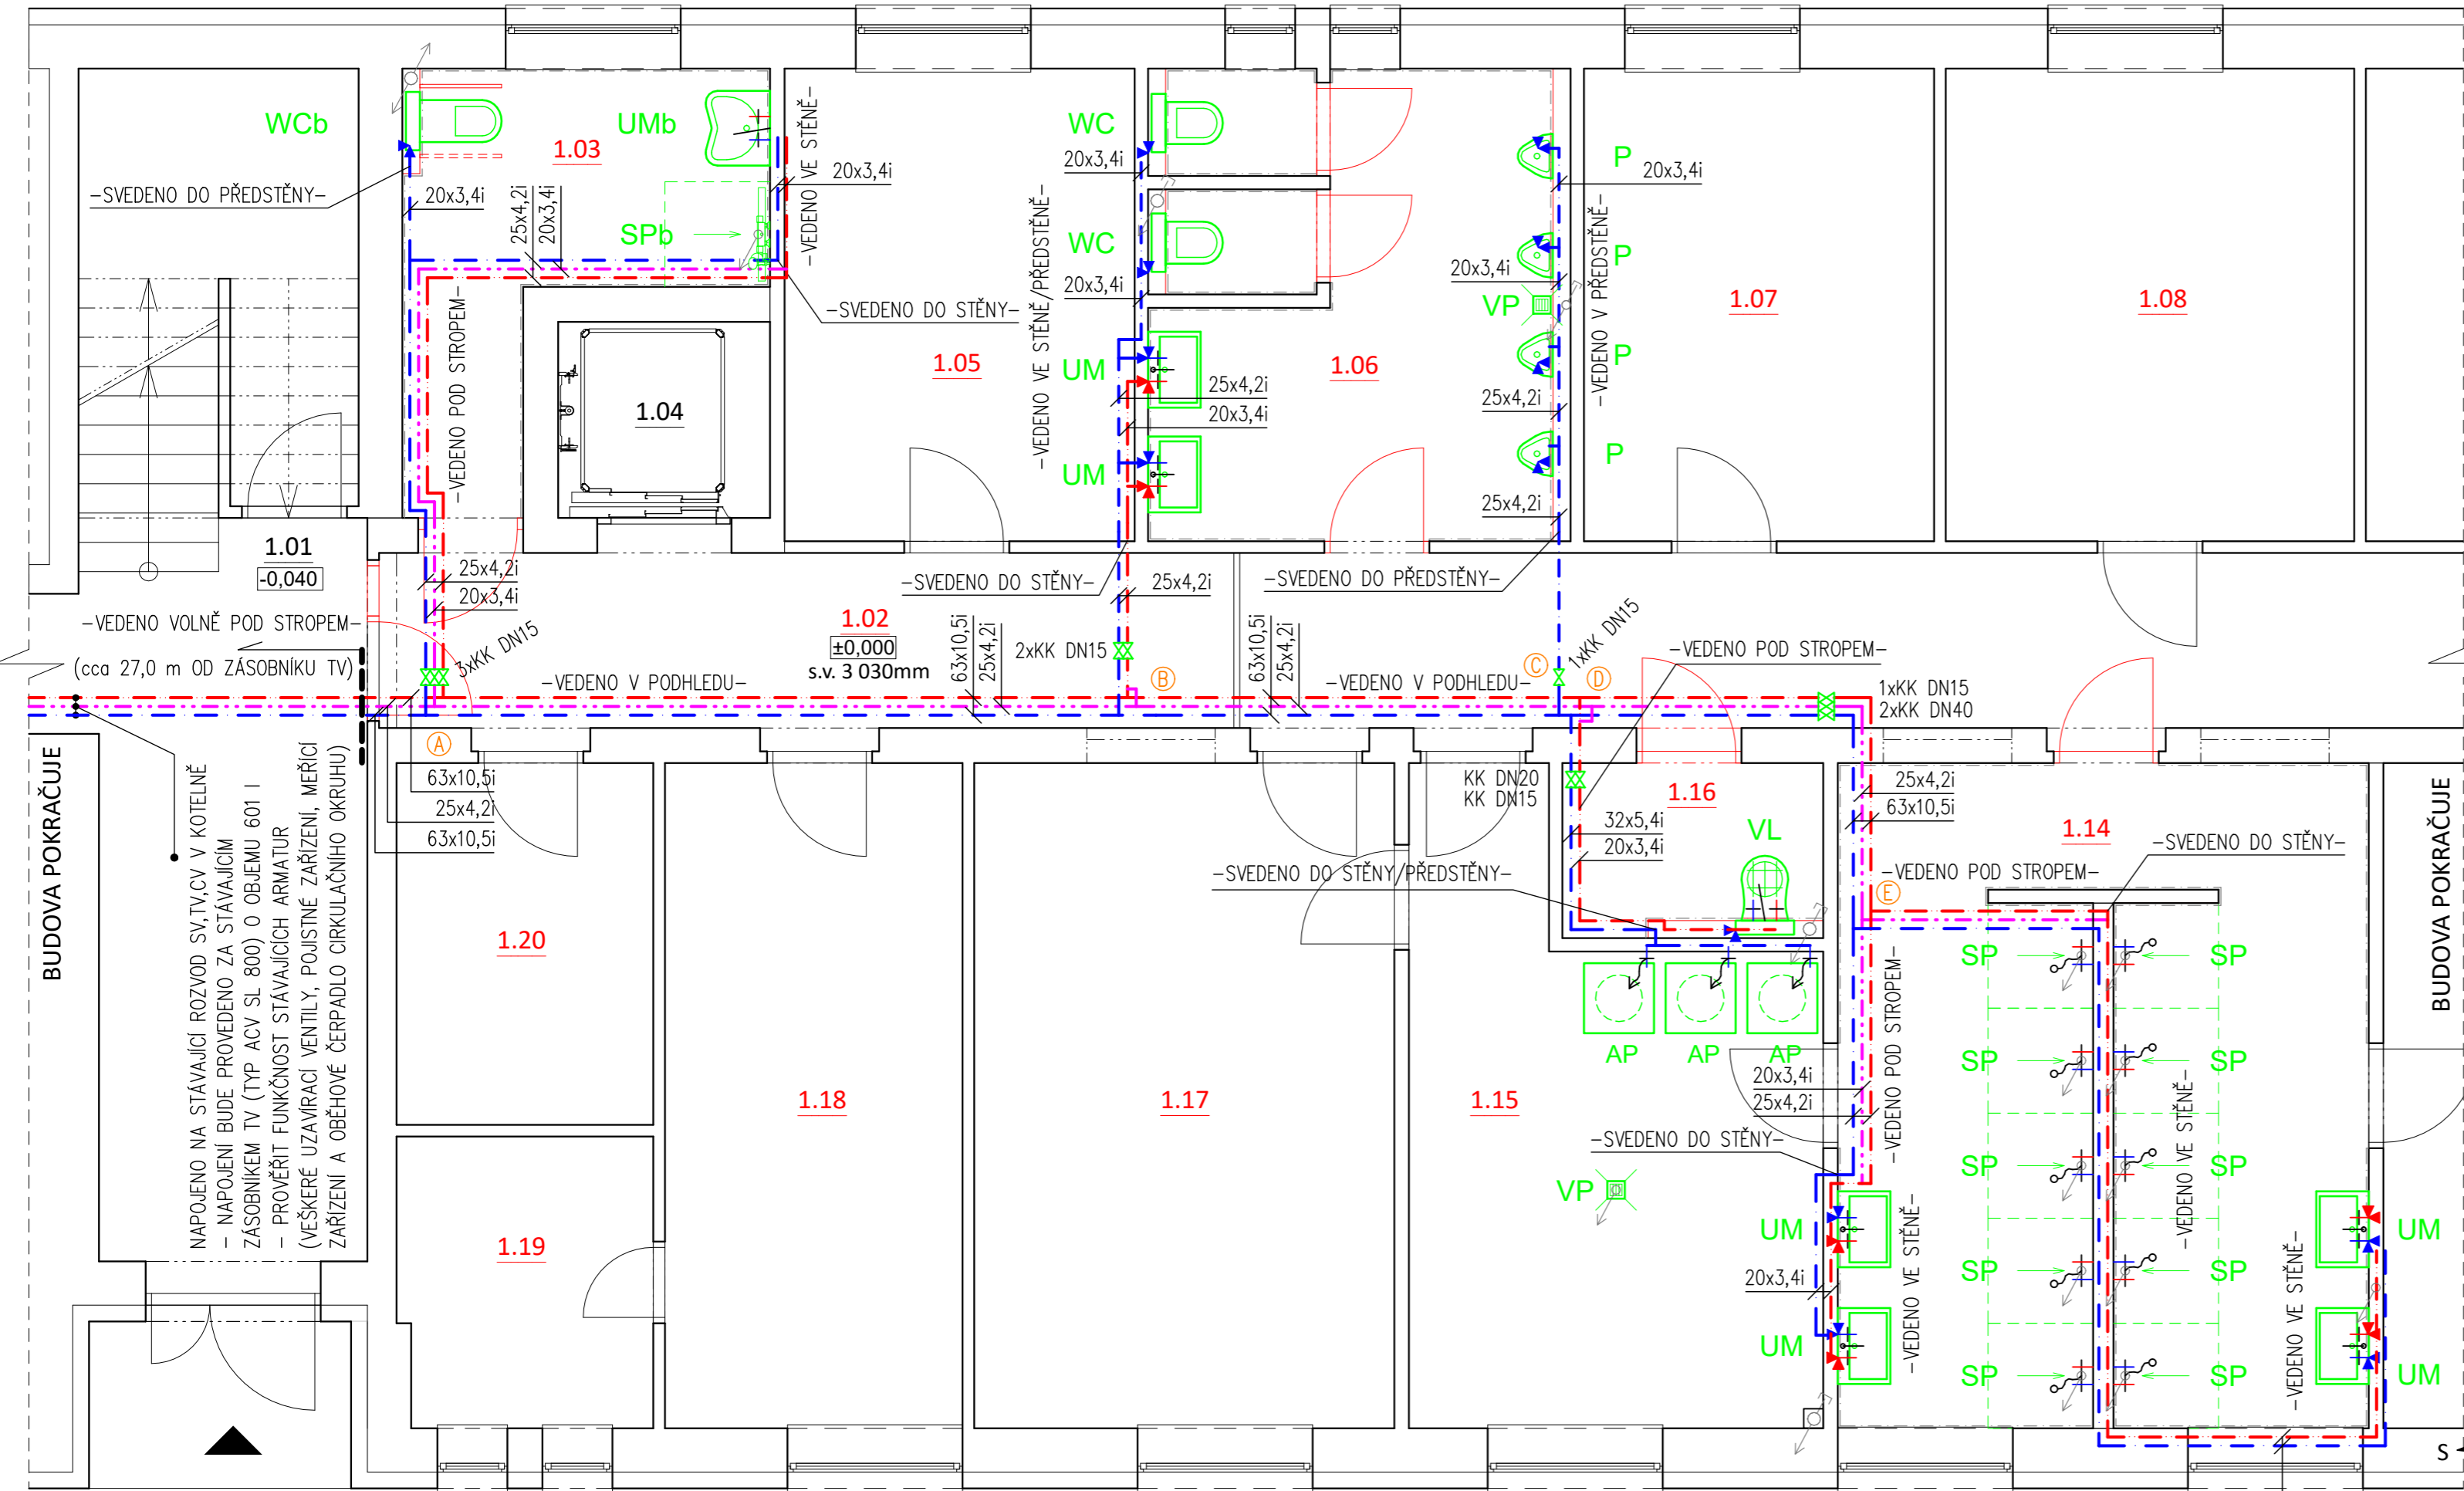 WCb
UMb
1.03
-SVEDENO DO PŘEDSTĚNY-
20x3,4i
25x4,2i
20x3,4i
SPb
-VEDENO VE STĚNĚ-
20x3,4i
-SVEDENO DO STĚNY-
-VEDENO POD STROPEM-
1.04
1.05
-VEDENO VE STĚNĚ/PŘEDSTĚNĚ-
WC
20x3,4i
WC
20x3,4i
UM
25x4,2i
20x3,4i
UM
1.06
P
20x3,4i
P
20x3,4i
VP
P
25x4,2i
P
25x4,2i
-VEDENO V PŘEDSTĚNĚ-
1.07
1.08
1.01
-0,040
-VEDENO VOLNĚ POD STROPEM-
(cca 27,0 m OD ZÁSOBNÍKU TV)
25x4,2i
20x3,4i
3xKK DN15
-VEDENO V PODHLEDU-
1.02
±0,000
s.v. 3 030mm
-SVEDENO DO STĚNY-
25x4,2i
63x10,5i
25x4,2i
2xKK DN15
B
-SVEDENO DO PŘEDSTĚNY-
63x10,5i
25x4,2i
-VEDENO V PODHLEDU-
C
1xKK DN15
D
-VEDENO POD STROPEM-
1xKK DN15
2xKK DN40
A
63x10,5i
25x4,2i
63x10,5i
BUDOVA POKRAČUJE
NAPOJENO NA STÁVAJÍCÍ ROZVOD SV,TV,CV V KOTELNĚ
- NAPOJENÍ BUDE PROVEDENO ZA STÁVAJÍCÍM
ZÁSOBNÍKEM TV (TYP ACV SL 800) O OBJEMU 601 l
- PROVĚŘIT FUNKČNOST STÁVAJÍCÍCH ARMATUR
(VEŠKERÉ UZAVÍRACÍ VENTILY, POJISTNÉ ZAŘÍZENÍ, MĚŘÍCÍ
ZAŘÍZENÍ A OBĚHOVÉ ČERPADLO CIRKULAČNÍHO OKRUHU)
1.20
1.19
1.18
1.17
KK DN20
KK DN15
1.16
32x5,4i
20x3,4i
VL
-SVEDENO DO STĚNY/PŘEDSTĚNY-
AP
AP
AP
1.15
VP
25x4,2i
63x10,5i
1.14
-SVEDENO DO STĚNY-
-VEDENO POD STROPEM-
E
-VEDENO POD STROPEM-
20x3,4i
25x4,2i
-SVEDENO DO STĚNY-
SP
SP
SP
SP
SP
SP
SP
SP
SP
SP
-VEDENO VE STĚNĚ-
UM
20x3,4i
UM
-VEDENO VE STĚNĚ-
-VEDENO VE STĚNĚ-
UM
UM
BUDOVA POKRAČUJE
S